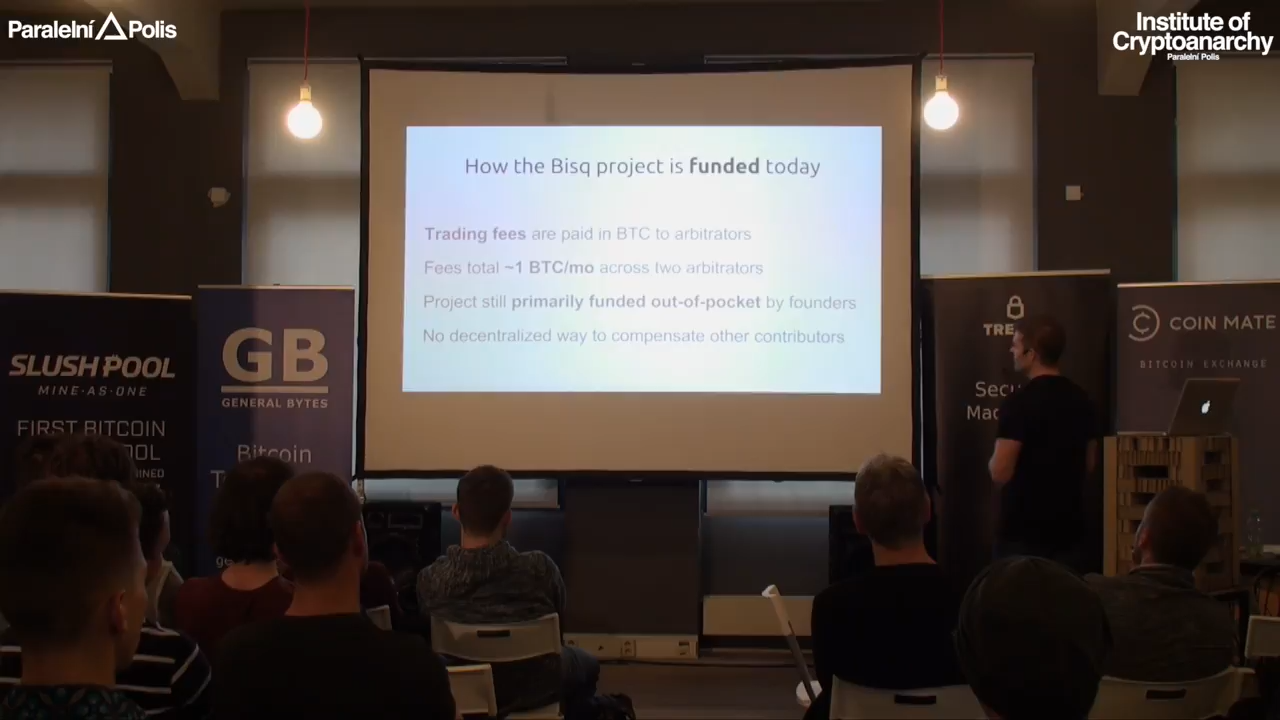 Paralelní Polis
Institute of
Cryptoanarchy
Paralelní Polis
How the Bisq project is funded today
Trading fees are paid in BTC to arbitrators
Fees total ~1 BTC/mo across two arbitrators
Project still primarily funded out-of-pocket by founders
No decentralized way to compensate other contributors
SLUSH POOL
MINE·AS·ONE
FIRST BITCOIN
GB
GENERAL BYTES
Bitcoin
TRE
Secu
Mad
COIN MATE
BITCOIN EXCHANGE